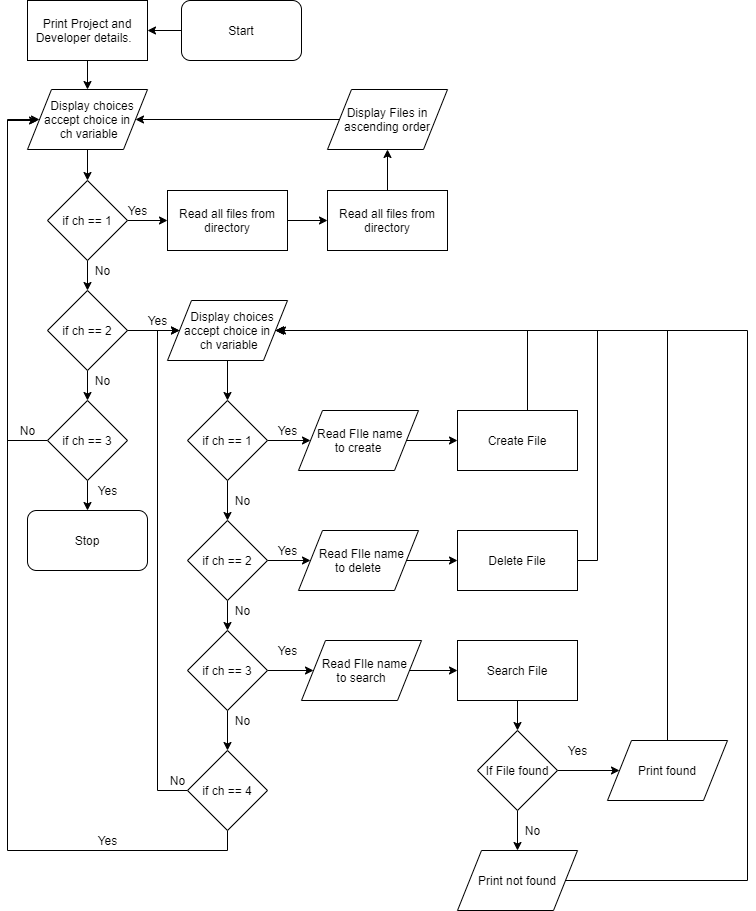 Print Project and
Developer details.
Start
Display choices
accept choice in
ch variable
Display Files in
ascending order
if ch == 1
Yes
Read all files from
directory
Read all files from
directory
No
if ch == 2
Yes
Display choices
accept choice in
ch variable
No
if ch == 3
No
Yes
Stop
if ch == 1
Yes
Read FIle name
to create
Create File
No
if ch == 2
Yes
Read FIle name
to delete
Delete File
No
if ch == 3
Yes
Read FIle name
to search
Search File
No
if ch == 4
No
Yes
If File found
Yes
Print found
No
Print not found